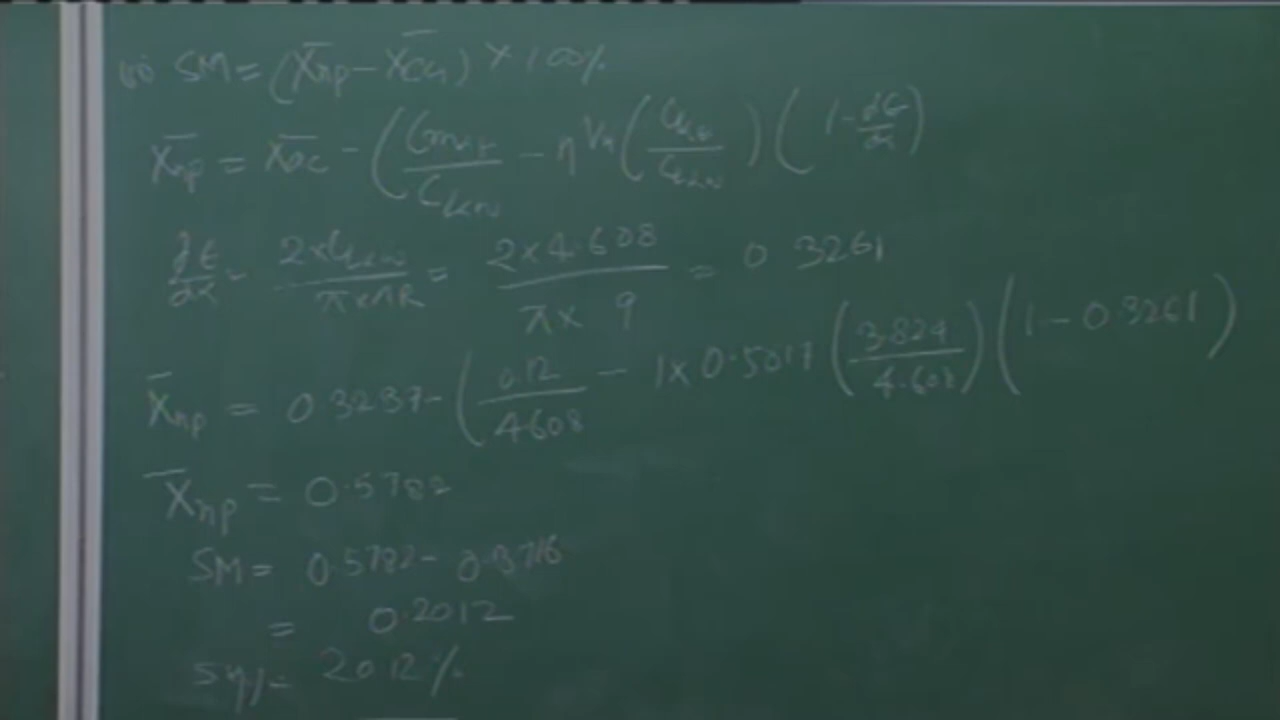 SM = (X̄np - X̄CG) × 100%
X̄np = X̄ac - (Cmαf / CLαw - η VH (CLαt / CLαw) (1 - dε/dα)
dε/dα = 2×CLαw / π×AR = 2×4.608 / π× 9 = 0.3261
X̄np = 0.3237 - (0.12 / 4.608 - 1×0.5017 (3.824 / 4.608) (1 - 0.3261)
X̄np = 0.5782
SM = 0.5782 - 0.3716
= 0.2012
= 20.12%